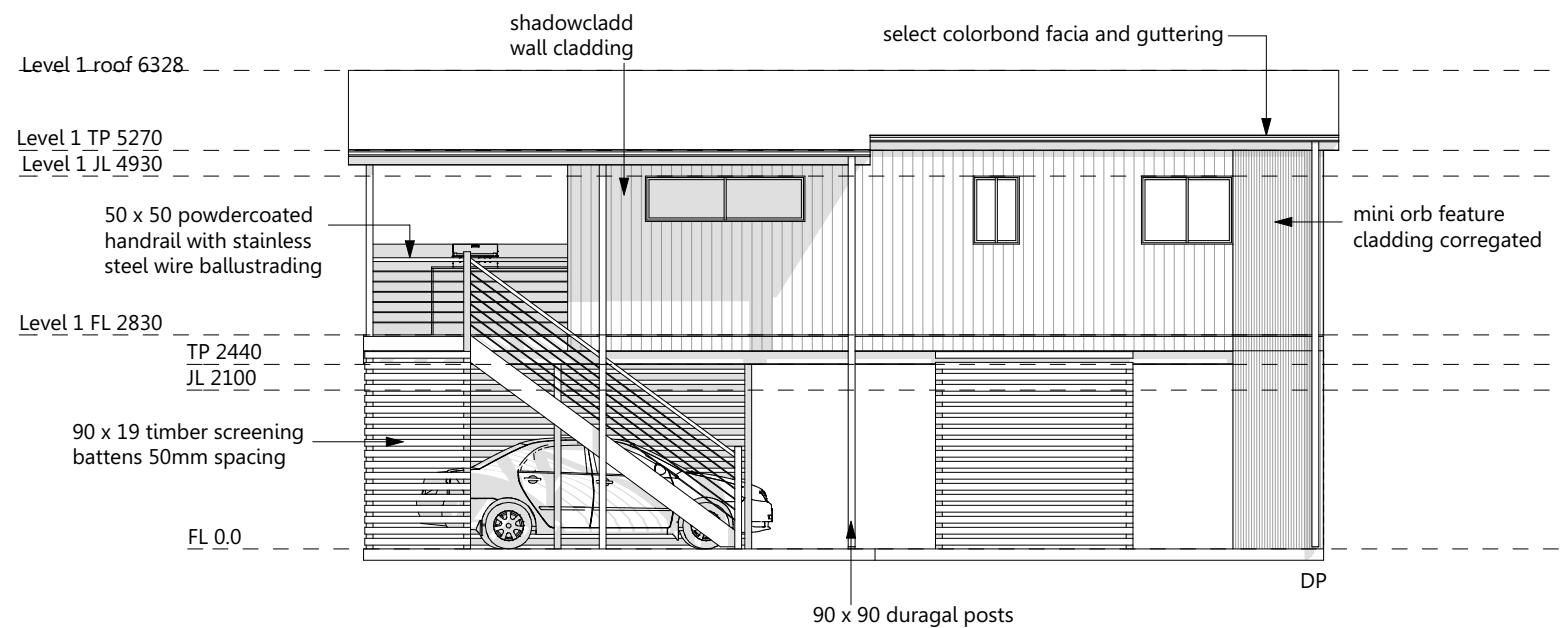 shadowcladd
wall cladding
select colorbond facia and guttering
Level 1 roof 6328
Level 1 TP 5270
Level 1 JL 4930
50 x 50 powdercoated
handrail with stainless
steel wire ballustrading
mini orb feature
cladding corregated
Level 1 FL 2830
TP 2440
JL 2100
90 x 19 timber screening
battens 50mm spacing
FL 0.0
DP
90 x 90 duragal posts